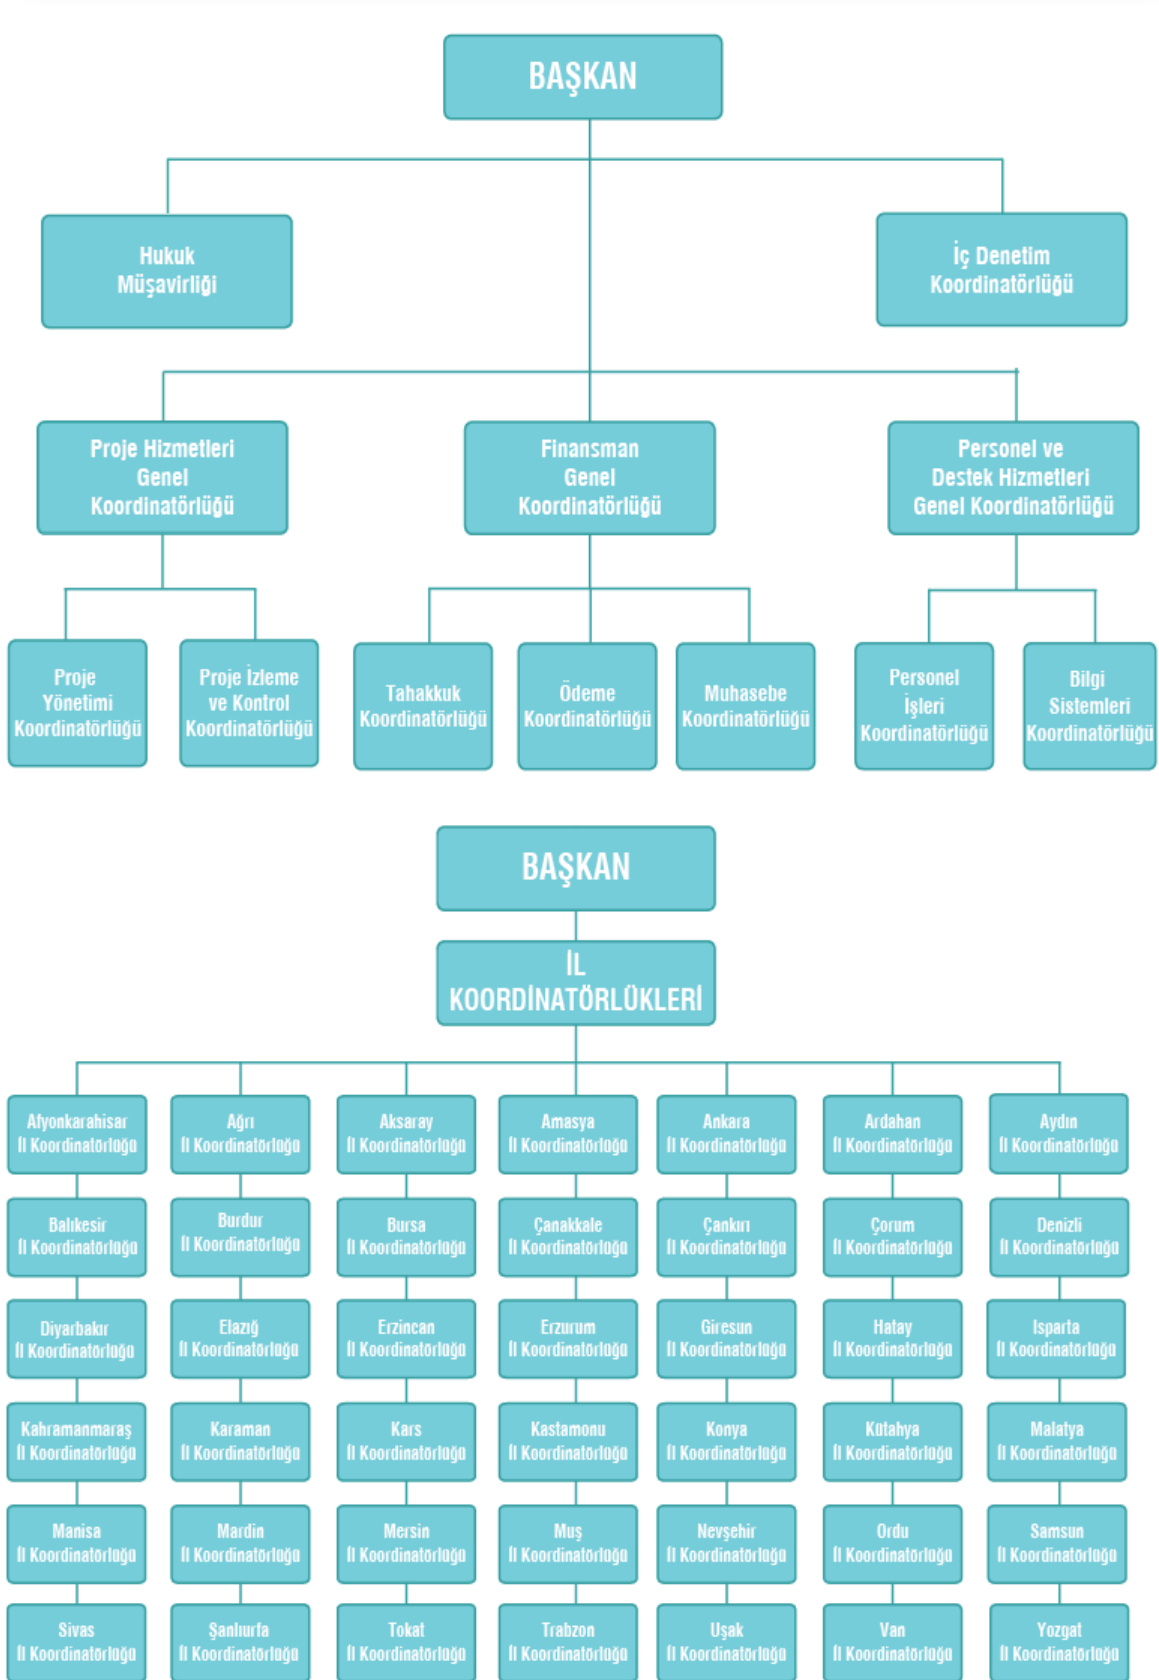 BAŞKAN
Hukuk
Müşavirliği
İç Denetim
Koordinatörlüğü
Proje Hizmetleri
Genel
Koordinatörlüğü
Finansman
Genel
Koordinatörlüğü
Personel ve
Destek Hizmetleri
Genel Koordinatörlüğü
Proje
Yönetimi
Koordinatörlüğü
Proje İzleme
ve Kontrol
Koordinatörlüğü
Tahakkuk
Koordinatörlüğü
Ödeme
Koordinatörlüğü
Muhasebe
Koordinatörlüğü
Personel
İşleri
Koordinatörlüğü
Bilgi
Sistemleri
Koordinatörlüğü
BAŞKAN
İL
KOORDİNATÖRLÜKLERİ
Afyonkarahisar
İl Koordinatörlüğü
Ağrı
İl Koordinatörlüğü
Aksaray
İl Koordinatörlüğü
Amasya
İl Koordinatörlüğü
Ankara
İl Koordinatörlüğü
Ardahan
İl Koordinatörlüğü
Aydın
İl Koordinatörlüğü
Balıkesir
İl Koordinatörlüğü
Burdur
İl Koordinatörlüğü
Bursa
İl Koordinatörlüğü
Çanakkale
İl Koordinatörlüğü
Çankırı
İl Koordinatörlüğü
Çorum
İl Koordinatörlüğü
Denizli
İl Koordinatörlüğü
Diyarbakır
İl Koordinatörlüğü
Elazığ
İl Koordinatörlüğü
Erzincan
İl Koordinatörlüğü
Erzurum
İl Koordinatörlüğü
Giresun
İl Koordinatörlüğü
Hatay
İl Koordinatörlüğü
Isparta
İl Koordinatörlüğü
Kahramanmaraş
İl Koordinatörlüğü
Karaman
İl Koordinatörlüğü
Kars
İl Koordinatörlüğü
Kastamonu
İl Koordinatörlüğü
Konya
İl Koordinatörlüğü
Kütahya
İl Koordinatörlüğü
Malatya
İl Koordinatörlüğü
Manisa
İl Koordinatörlüğü
Mardin
İl Koordinatörlüğü
Mersin
İl Koordinatörlüğü
Muş
İl Koordinatörlüğü
Nevşehir
İl Koordinatörlüğü
Ordu
İl Koordinatörlüğü
Samsun
İl Koordinatörlüğü
Sivas
İl Koordinatörlüğü
Şanlıurfa
İl Koordinatörlüğü
Tokat
İl Koordinatörlüğü
Trabzon
İl Koordinatörlüğü
Uşak
İl Koordinatörlüğü
Van
İl Koordinatörlüğü
Yozgat
İl Koordinatörlüğü